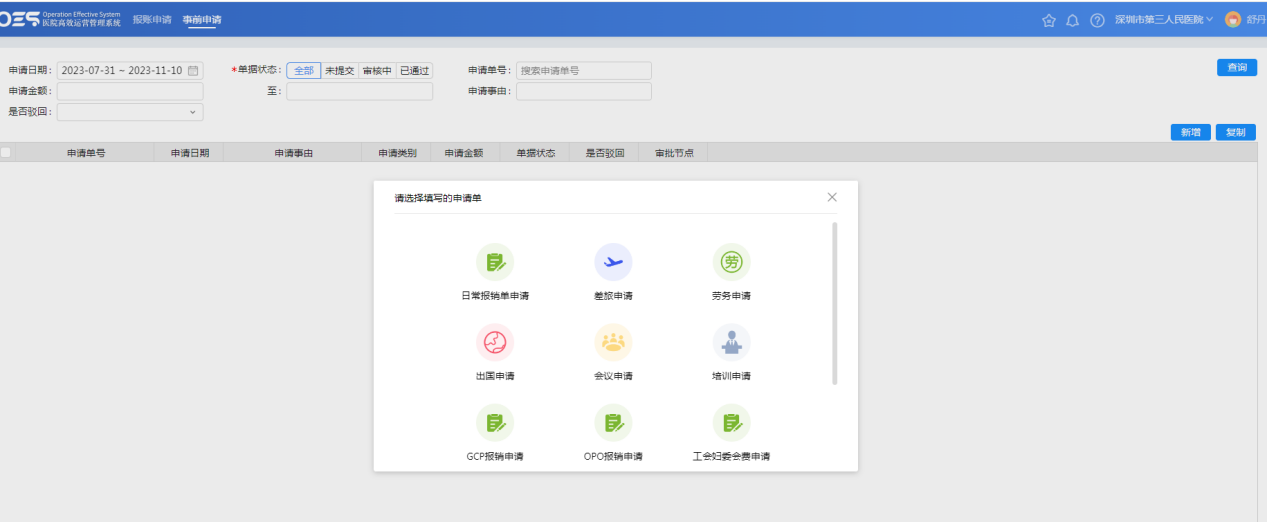 OES Operation Effective System
医院高效运营管理系统 报账申请 事前申请 深圳市第三人民医院 舒丹
申请日期: 2023-07-31 ~ 2023-11-10 *单据状态: 全部 未提交 审核中 已通过 申请单号: 搜索申请单号 查询
申请金额: 至: 申请事由:
是否驳回:
新增 复制
申请单号 申请日期 申请事由 申请类别 申请金额 单据状态 是否驳回 审批节点
请选择填写的申请单
日常报销单申请 差旅申请 劳务申请
劳
出国申请 会议申请 培训申请
GCP报销申请 OPO报销申请 工会妇委会费申请